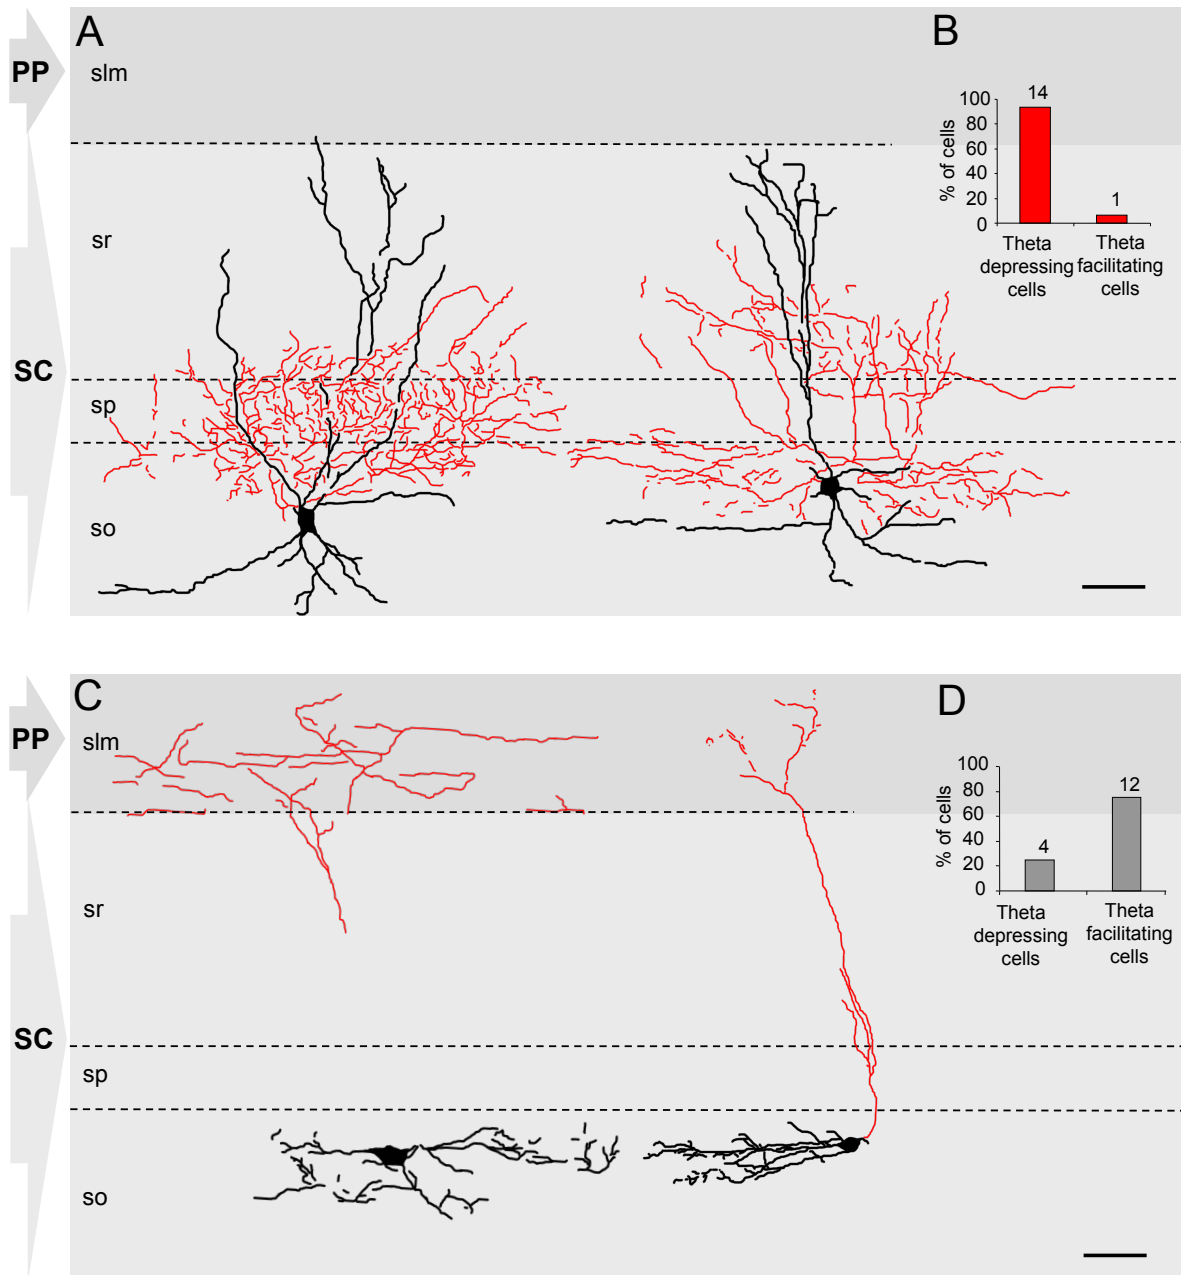 A
B
PP
slm
sr
SC
sp
so
% of cells
100
80
60
40
20
0
14
1
Theta
depressing
cells
Theta
facilitating
cells
C
D
PP
slm
sr
SC
sp
so
% of cells
100
80
60
40
20
0
4
12
Theta
depressing
cells
Theta
facilitating
cells